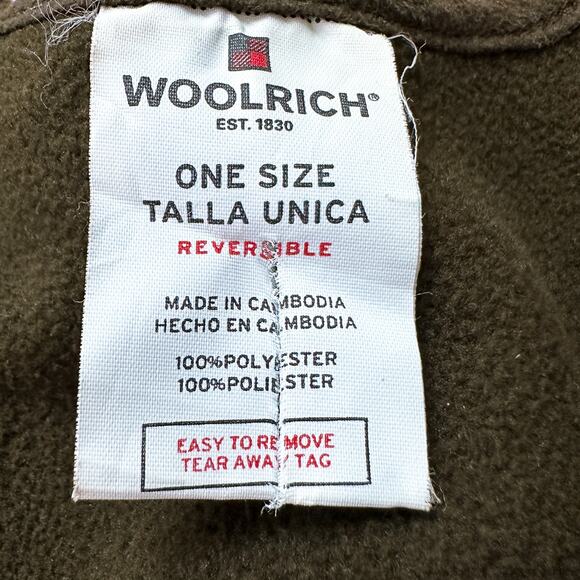 WOOLRICH®
EST. 1830
ONE SIZE
TALLA UNICA
REVERSIBLE
MADE IN CAMBODIA
HECHO EN CAMBODIA
100%POLYESTER
100%POLIESTER
EASY TO REMOVE
TEAR AWAY TAG